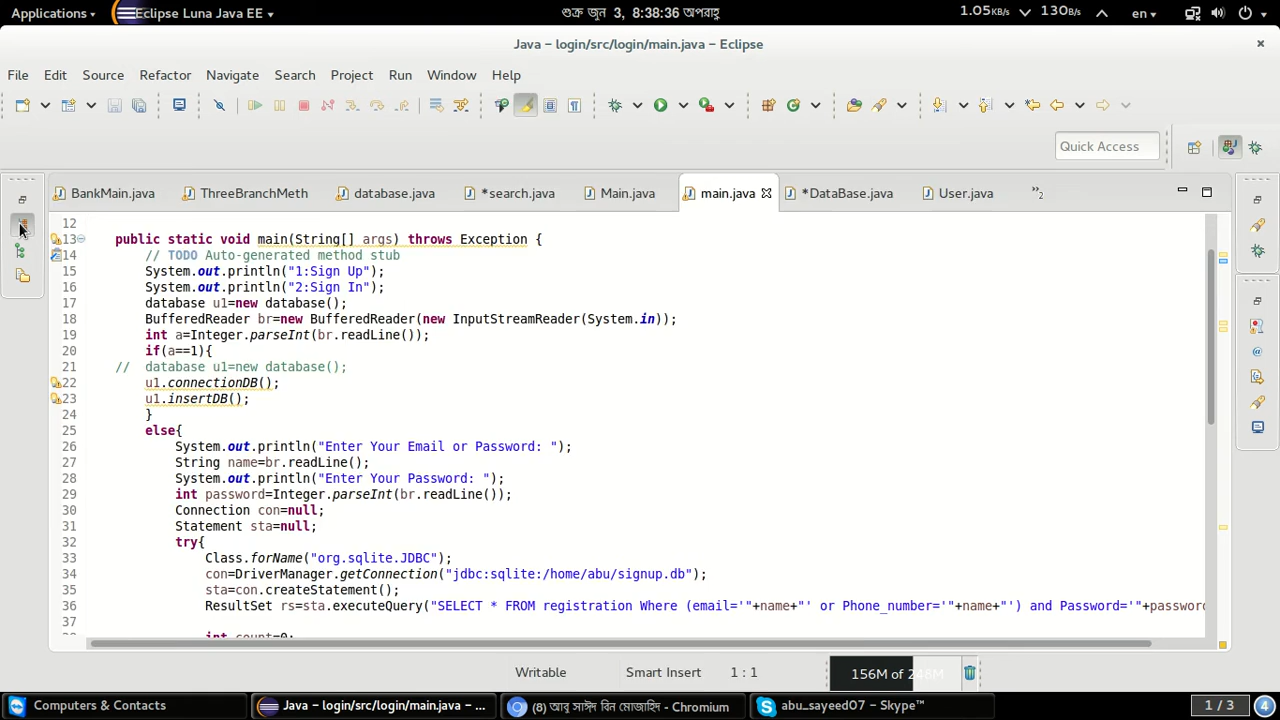 Applications Eclipse Luna Java EE শুক্র জুন 3, 8:38:36 অপরাহ্ণ 1.05KB/s 130B/s en
Java – login/src/login/main.java – Eclipse
File Edit Source Refactor Navigate Search Project Run Window Help
Quick Access
BankMain.java ThreeBranchMeth database.java *search.java Main.java main.java *DataBase.java User.java »2
12
13 public static void main(String[] args) throws Exception {
14 // TODO Auto-generated method stub
15 System.out.println("1:Sign Up");
16 System.out.println("2:Sign In");
17 database u1=new database();
18 BufferedReader br=new BufferedReader(new InputStreamReader(System.in));
19 int a=Integer.parseInt(br.readLine());
20 if(a==1){
21 // database u1=new database();
22 u1.connectionDB();
23 u1.insertDB();
24 }
25 else{
26 System.out.println("Enter Your Email or Password: ");
27 String name=br.readLine();
28 System.out.println("Enter Your Password: ");
29 int password=Integer.parseInt(br.readLine());
30 Connection con=null;
31 Statement sta=null;
32 try{
33 Class.forName("org.sqlite.JDBC");
34 con=DriverManager.getConnection("jdbc:sqlite:/home/abu/signup.db");
35 sta=con.createStatement();
36 ResultSet rs=sta.executeQuery("SELECT * FROM registration Where (email='"+name+"' or Phone_number='"+name+"') and Password='"+password
37
38 int count=0;
Writable Smart Insert 1 : 1 156M of 246M
Computers & Contacts Java – login/src/login/main.java – ... (8) আবু সাঈদ বিন মোজাহিদ - Chromium abu_sayeed07 – Skype™ 1 / 3 4